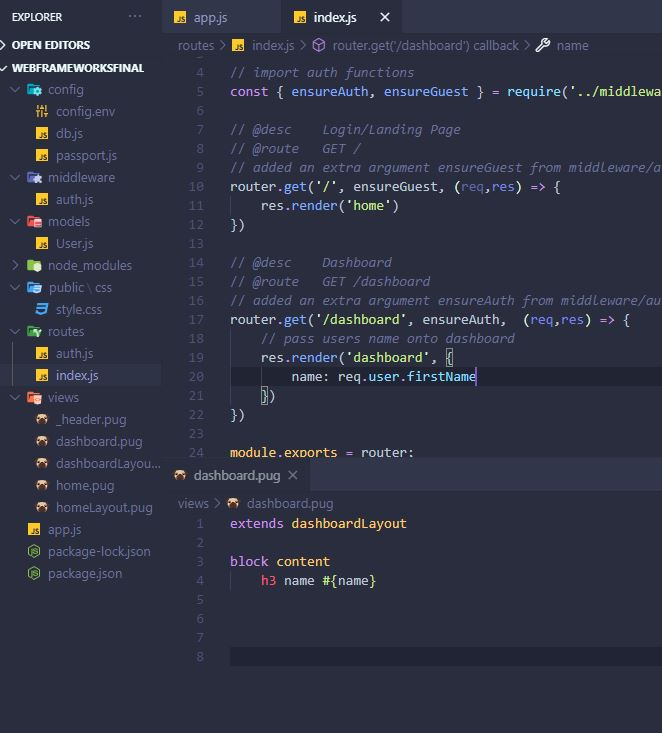 EXPLORER
OPEN EDITORS
WEBFRAMEWORKSFINAL
config
config.env
db.js
passport.js
middleware
auth.js
models
User.js
node_modules
public \ css
style.css
routes
auth.js
index.js
views
_header.pug
dashboard.pug
dashboardLayou...
home.pug
homeLayout.pug
app.js
package-lock.json
package.json
app.js
index.js
routes > index.js > router.get('/dashboard') callback > name
4 // import auth functions
5 const { ensureAuth, ensureGuest } = require('../middlewa
6
7 // @desc    Login/Landing Page
8 // @route   GET /
9 // added an extra argument ensureGuest from middleware/a
10 router.get('/', ensureGuest, (req,res) => {
11     res.render('home')
12 })
13
14 // @desc    Dashboard
15 // @route   GET /dashboard
16 // added an extra argument ensureAuth from middleware/au
17 router.get('/dashboard', ensureAuth,  (req,res) => {
18     // pass users name onto dashboard
19     res.render('dashboard', {
20         name: req.user.firstName
21     })
22 })
23
24 module.exports = router;
dashboard.pug
views > dashboard.pug
1 extends dashboardLayout
2
3 block content
4     h3 name #{name}
5
6
7
8